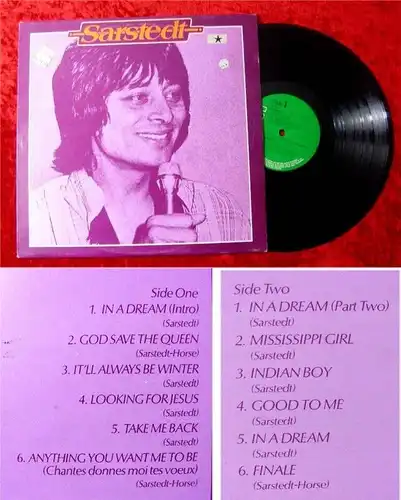 Sarstedt
Side One
1. IN A DREAM (Intro)
(Sarstedt)
2. GOD SAVE THE QUEEN
(Sarstedt-Horse)
3. IT'LL ALWAYS BE WINTER
(Sarstedt)
4. LOOKING FOR JESUS
(Sarstedt)
5. TAKE ME BACK
(Sarstedt)
6. ANYTHING YOU WANT ME TO BE
(Chantes donnes moi tes voeux)
(Sarstedt-Horse)
Side Two
1. IN A DREAM (Part Two)
(Sarstedt)
2. MISSISSIPPI GIRL
(Sarstedt)
3. INDIAN BOY
(Sarstedt)
4. GOOD TO ME
(Sarstedt)
5. IN A DREAM
(Sarstedt)
6. FINALE
(Sarstedt-Horse)